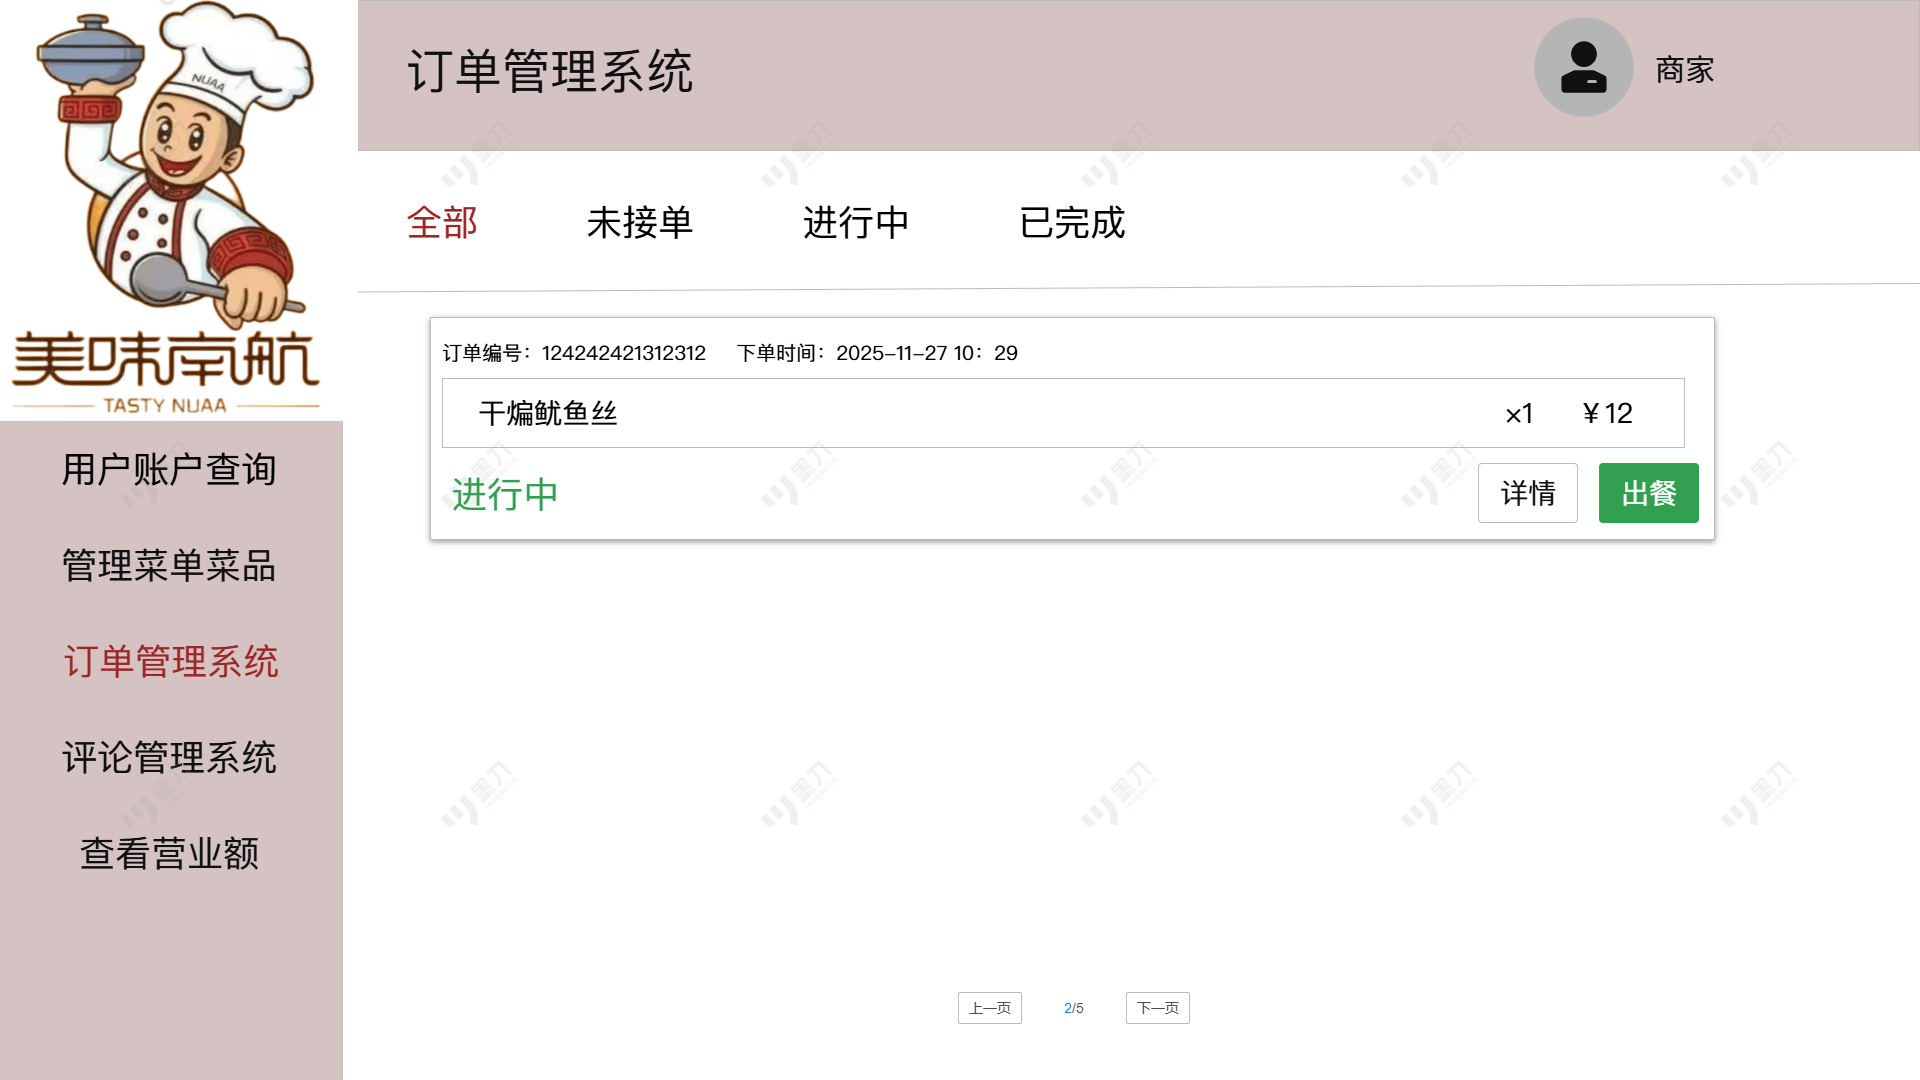 NUAA
美味南航
TASTY NUAA
用户账户查询
管理菜单菜品
订单管理系统
评论管理系统
查看营业额
订单管理系统
商家
全部 未接单 进行中 已完成
订单编号：124242421312312 下单时间：2025-11-27 10：29
干煸鱿鱼丝 ×1 ￥12
进行中 详情 出餐
上一页 2/5 下一页
墨刀